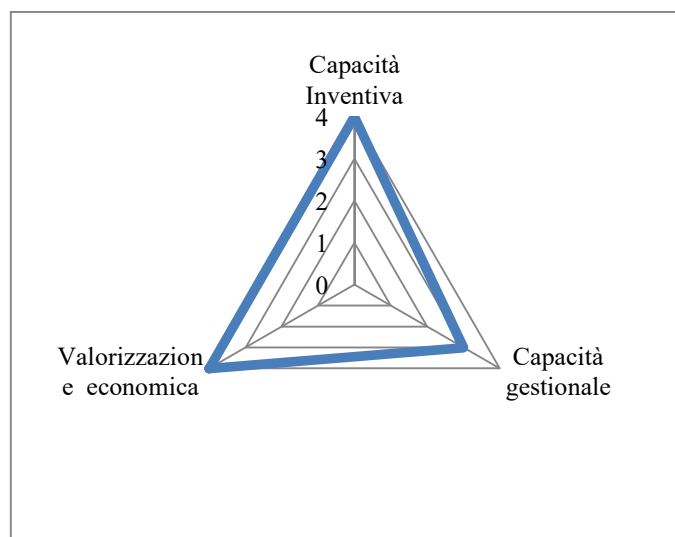 Capacità
Inventiva
4
3
2
1
0
Valorizzazion
e economica
Capacità
gestionale